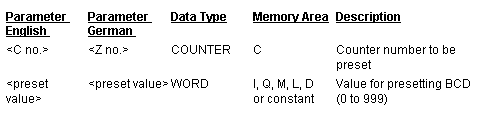 Parameter English Parameter German Data Type Memory Area Description
<C no.> <Z no.> COUNTER C Counter number to be preset
<preset value> <preset value> WORD I, Q, M, L, D or constant Value for presetting BCD (0 to 999)